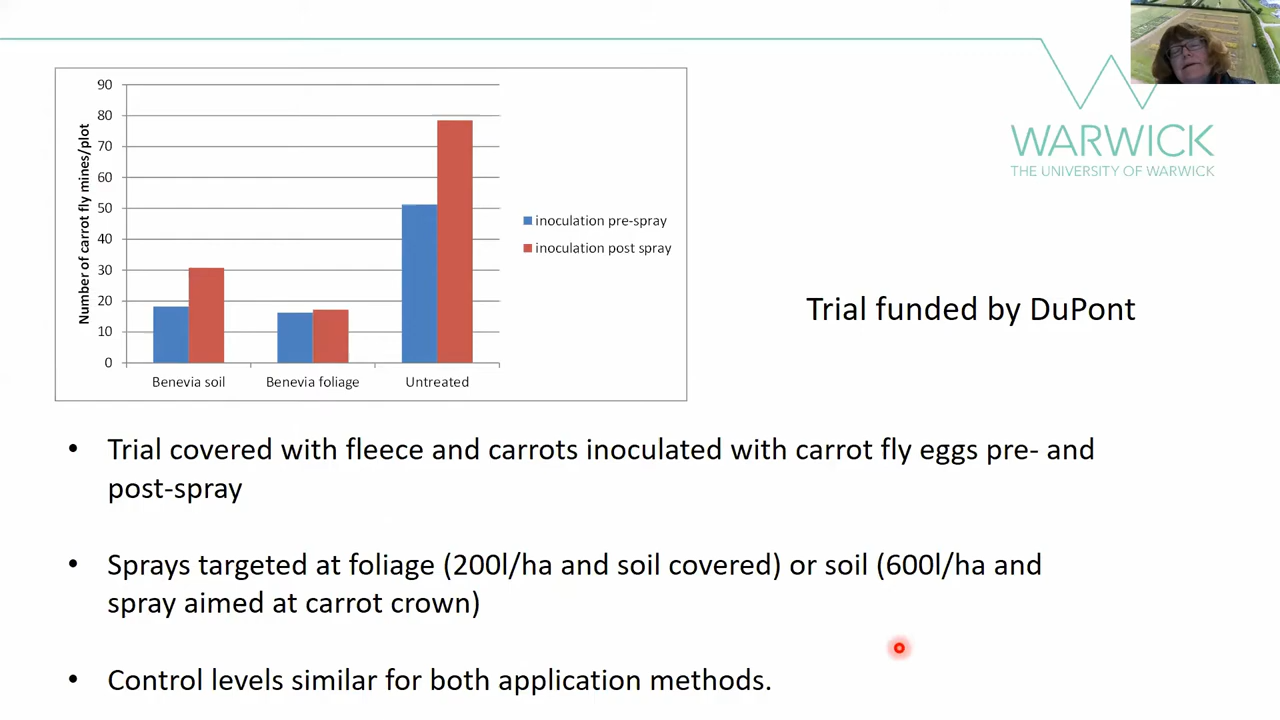 90
80
70
60
50
40
30
20
10
0
Number of carrot fly mines/plot
Benevia soil
Benevia foliage
Untreated
inoculation pre-spray
inoculation post spray
WARWICK
THE UNIVERSITY OF WARWICK
Trial funded by DuPont
• Trial covered with fleece and carrots inoculated with carrot fly eggs pre- and
post-spray
• Sprays targeted at foliage (200l/ha and soil covered) or soil (600l/ha and
spray aimed at carrot crown)
• Control levels similar for both application methods.